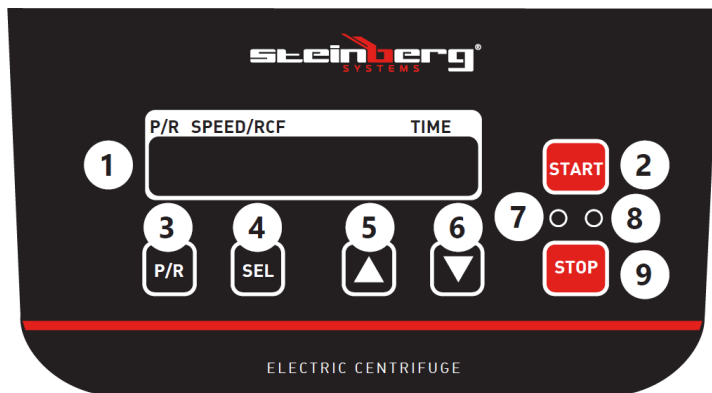 steinberg®
SYSTEMS
P/R SPEED/RCF TIME
1
START 2
3 4 5 6 7 8
P/R SEL STOP 9
ELECTRIC CENTRIFUGE